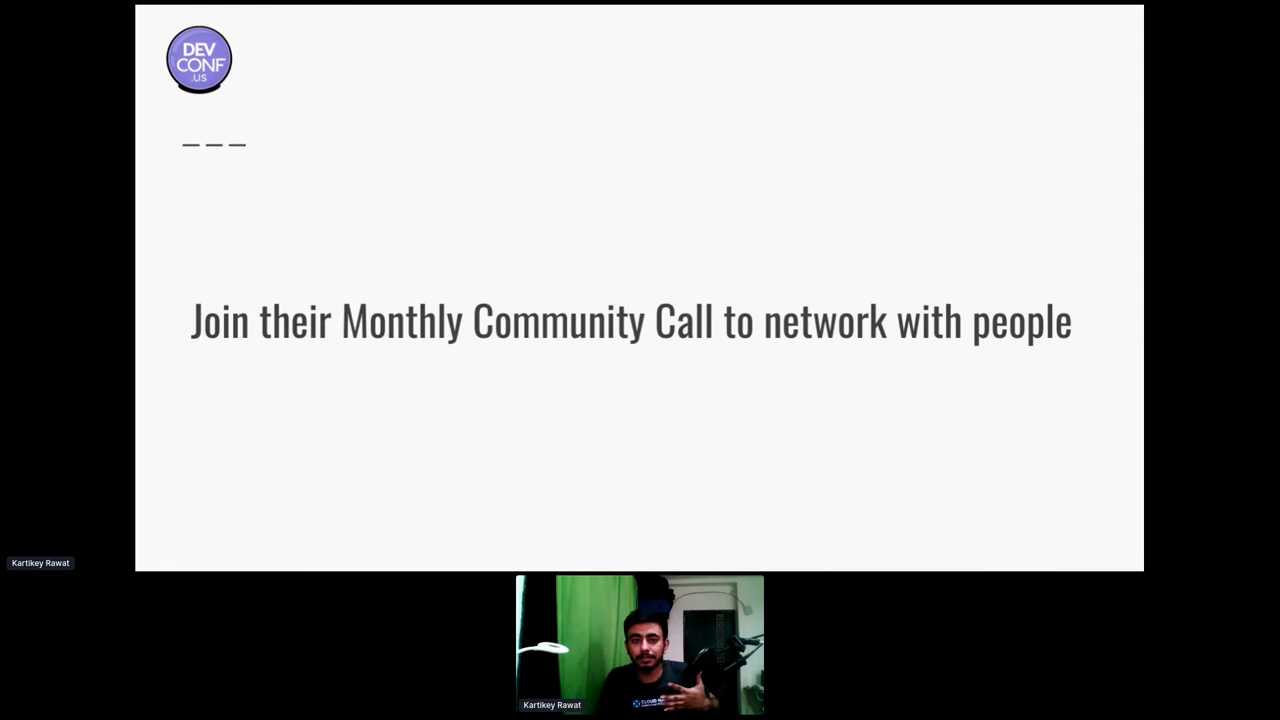 DEV
CONF
.US
Join their Monthly Community Call to network with people
Kartikey Rawat
Kartikey Rawat